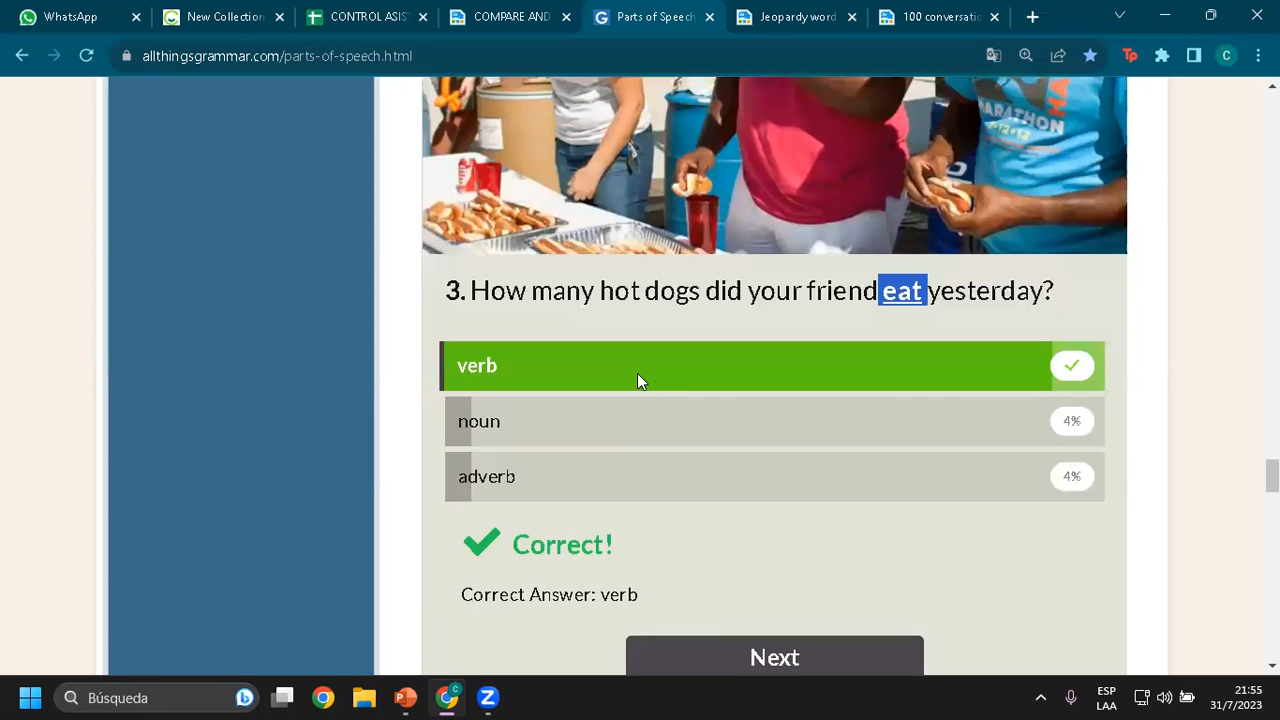 WhatsApp
New Collection
CONTROL ASIST
COMPARE AND
Parts of Speech
Jeopardy word
100 conversatio
allthingsgrammar.com/parts-of-speech.html
Tp
C
MARATHON
3. How many hot dogs did your friend eat yesterday?
verb
noun
4%
adverb
4%
Correct!
Correct Answer: verb
Next
Búsqueda
ESP
LAA
21:55
31/7/2023